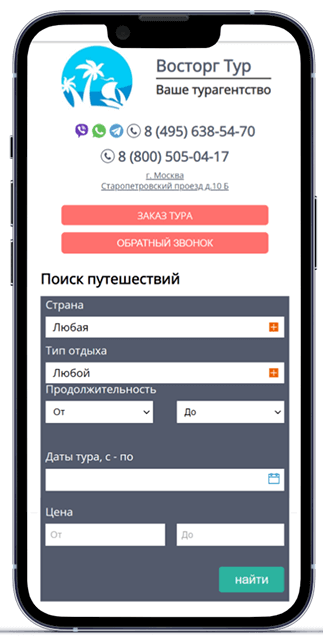 Восторг Тур
Ваше турагентство
8 (495) 638-54-70
8 (800) 505-04-17
г. Москва
Старопетровский проезд д.10 Б
ЗАКАЗ ТУРА
ОБРАТНЫЙ ЗВОНОК
Поиск путешествий
Страна
Любая
Тип отдыха
Любой
Продолжительность
От До
Даты тура, с - по
Цена
От До
найти